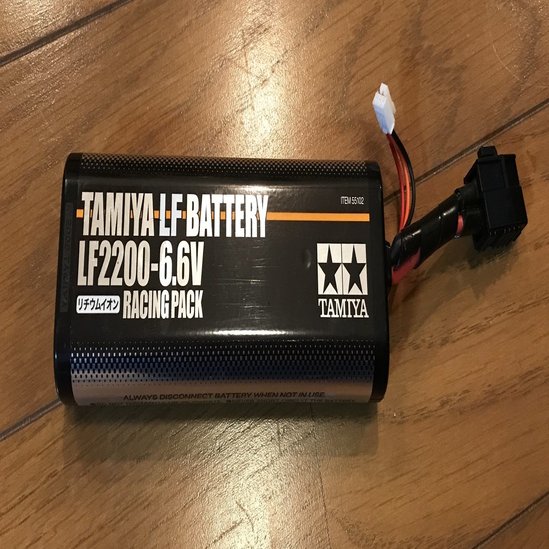 TAMIYA LF BATTERY
ITEM 55102
LF2200-6.6V
リチウムイオン RACING PACK
TAMIYA
ALWAYS DISCONNECT BATTERY WHEN NOT IN USE